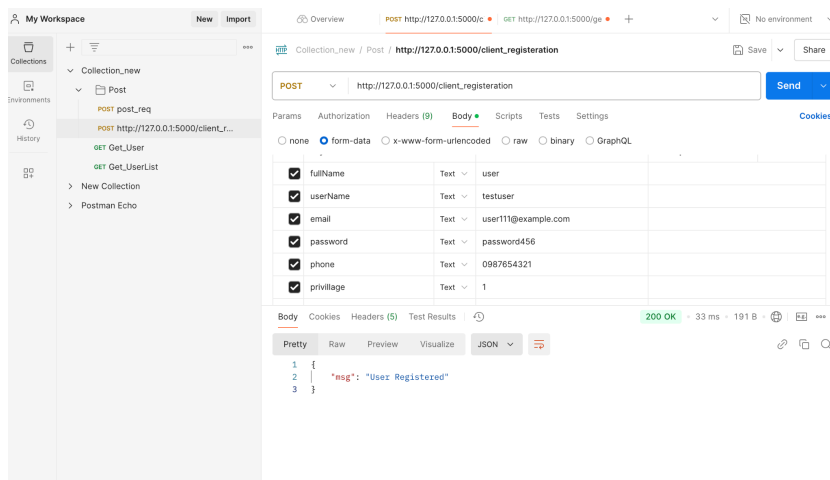 My Workspace
New
Import
Overview
POST http://127.0.0.1:5000/c
GET http://127.0.0.1:5000/ge
No environment
Collections
Environments
History
Collection_new
Post
POST post_req
POST http://127.0.0.1:5000/client_r...
GET Get_User
GET Get_UserList
New Collection
Postman Echo
HTTP Collection_new / Post / http://127.0.0.1:5000/client_registeration
Save
Share
POST
http://127.0.0.1:5000/client_registeration
Send
Params Authorization Headers (9) Body Scripts Tests Settings
Cookies
none form-data x-www-form-urlencoded raw binary GraphQL
fullName Text user
userName Text testuser
email Text user111@example.com
password Text password456
phone Text 0987654321
privillage Text 1
Body Cookies Headers (5) Test Results
200 OK 33 ms 191 B
e.g.
Pretty Raw Preview Visualize JSON
1 {
2 "msg": "User Registered"
3 }